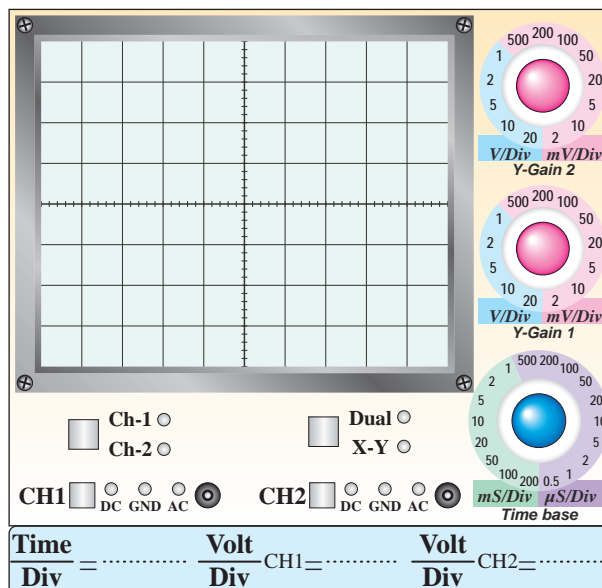 500 200 100
1 50
2 20
5 10
10 20 2 5
V/Div mV/Div
Y-Gain 2
500 200 100
1 50
2 20
5 5
10 20 2 10
V/Div mV/Div
Y-Gain 1
500 200 100
1 50
2 20
5 10
10 5
20 2
50 1
100 200 0.5
mS/Div µS/Div
Time base
Ch-1
Ch-2
Dual
X-Y
CH1 DC GND AC
CH2 DC GND AC
Time/Div = ............ Volt/Div CH1= ............ Volt/Div CH2= ............